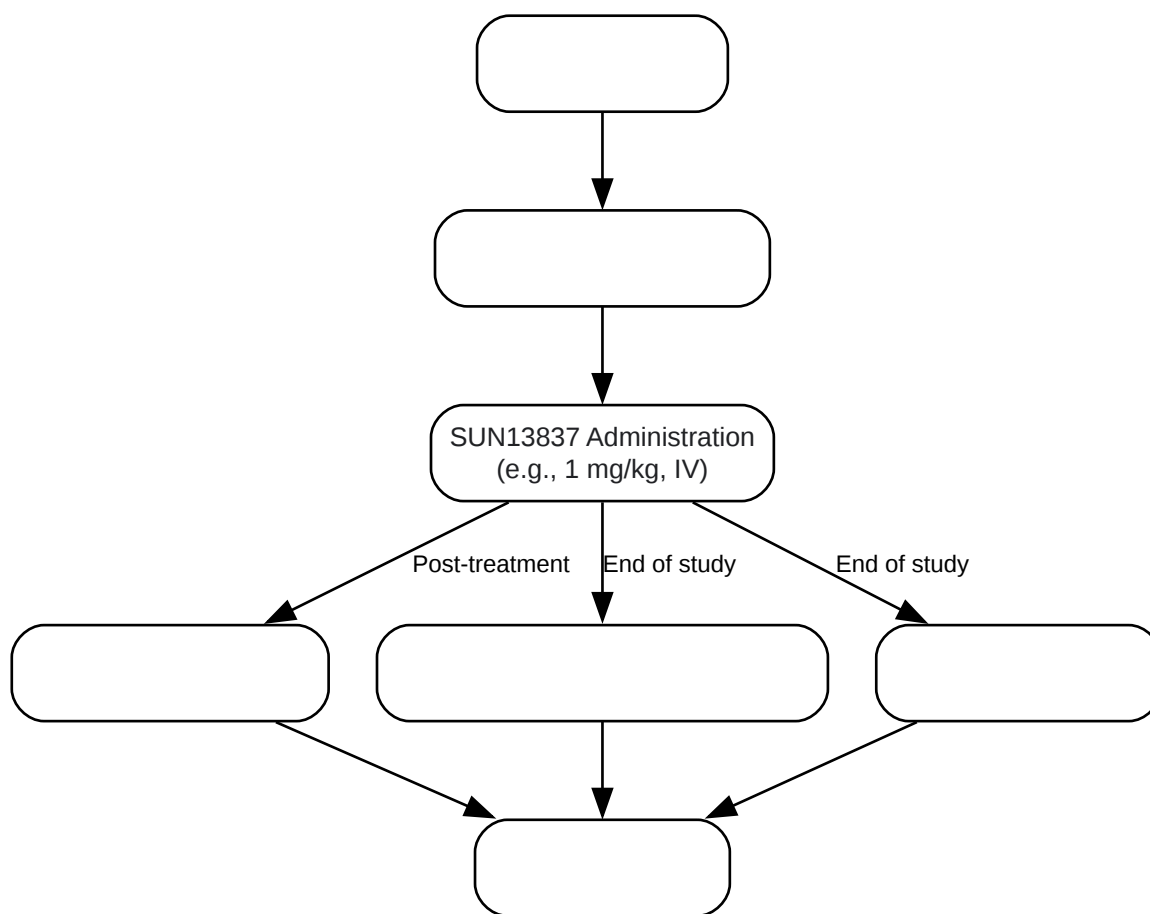 SUN13837 Administration
(e.g., 1 mg/kg, IV)
Post-treatment
End of study
End of study